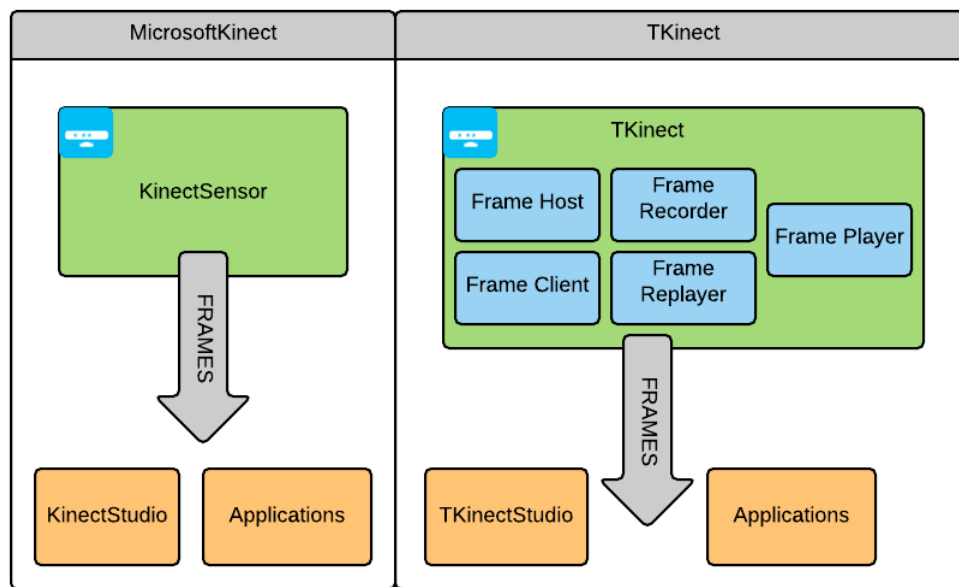 MicrosoftKinect
TKinect
KinectSensor
FRAMES
KinectStudio
Applications
TKinect
Frame Host
Frame
Recorder
Frame Player
Frame Client
Frame
Replayer
FRAMES
TKinectStudio
Applications